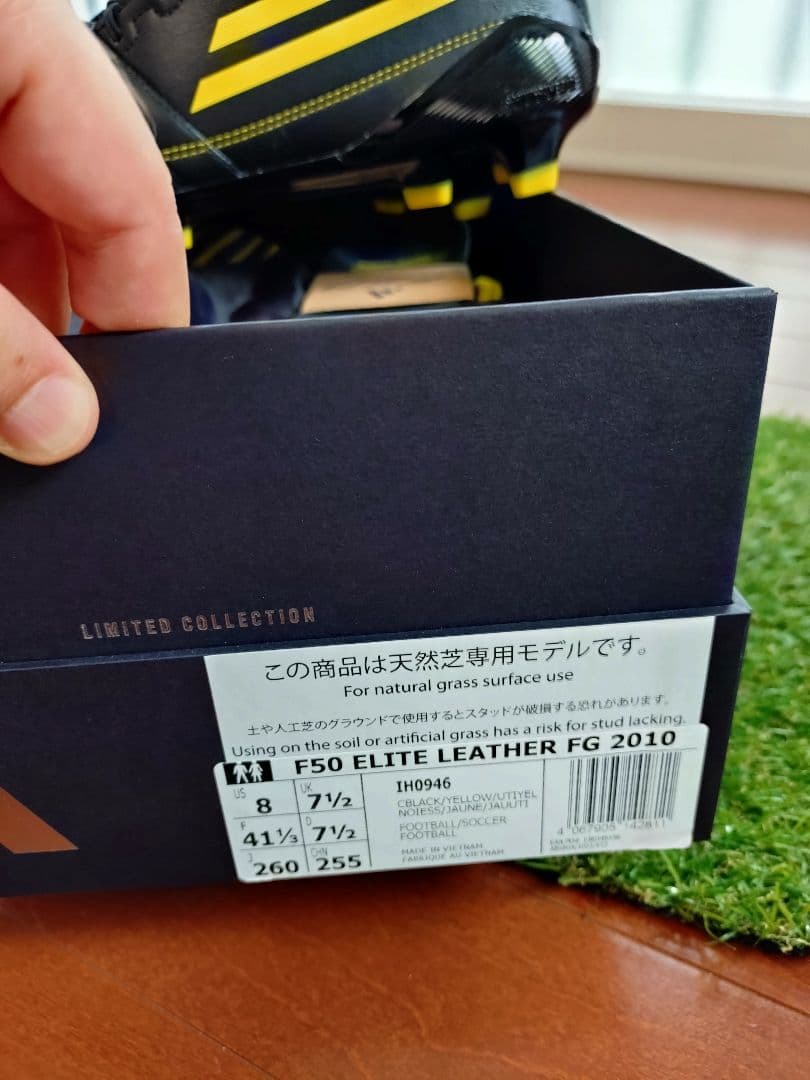 LIMITED COLLECTION
この商品は天然芝専用モデルです。
For natural grass surface use
土や人工芝のグラウンドで使用するとスタッドが破損する恐れがあります。
Using on the soil or artificial grass has a risk for stud lacking.
F50 ELITE LEATHER FG 2010
US 8 UK 7½
F 41⅓ D 7½
J 260 CHN 255
IH0946
CBLACK/YELLOW/UTIYEL
NOIESS/JAUNE/JAUUTI
FOOTBALL/SOCCER
FOOTBALL
MADE IN VIETNAM
FABRIQUE AU VIETNAM
4 067905 142811